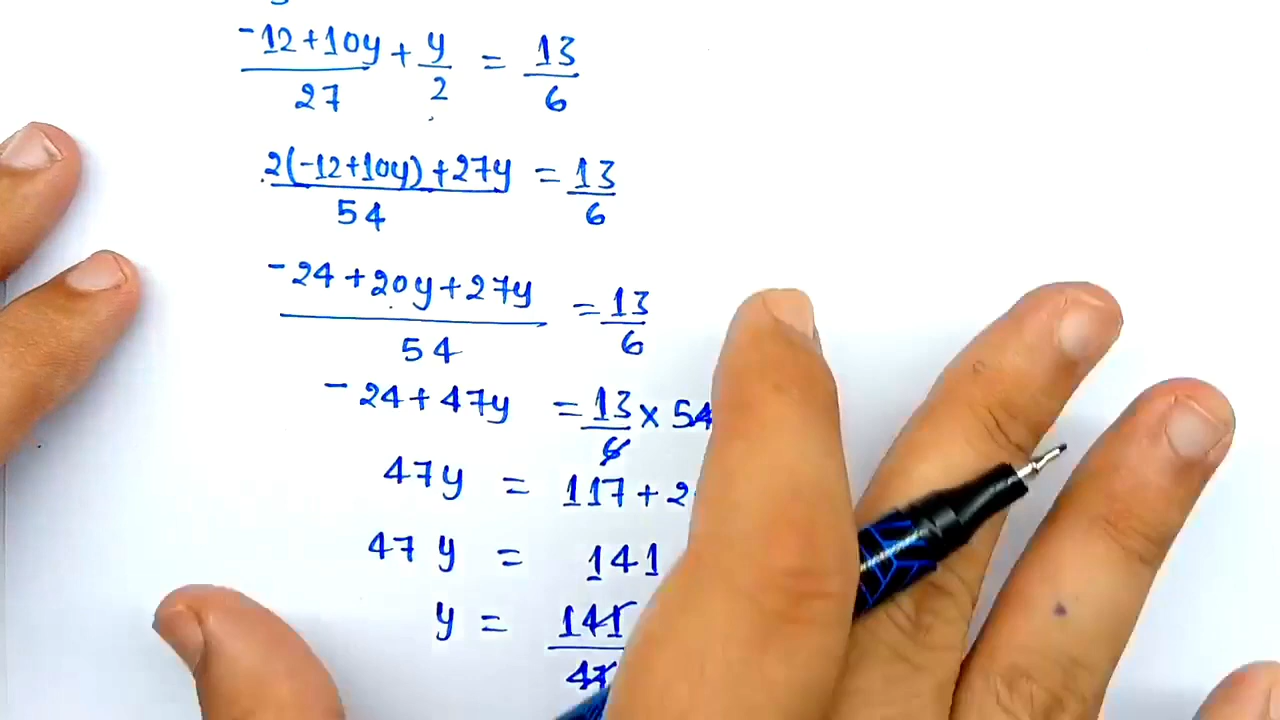 -12+10y/27 + y/2 = 13/6
2(-12+10y)+27y/54 = 13/6
-24+20y+27y/54 = 13/6
-24+47y = 13/6 × 54
47y = 117+2
47y = 141
y = 141/47